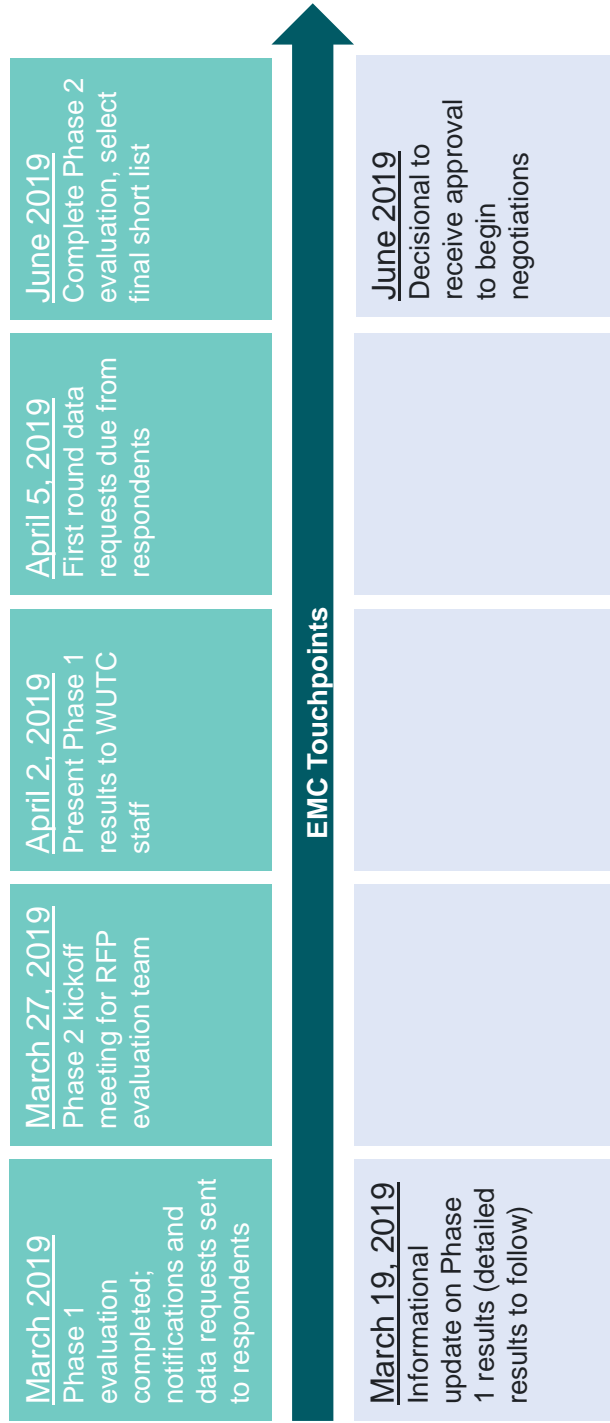 March 2019
Phase 1
evaluation
completed;
notifications and
data requests sent
to respondents
March 27, 2019
Phase 2 kickoff
meeting for RFP
evaluation team
April 2, 2019
Present Phase 1
results to WUTC
staff
April 5, 2019
First round data
requests due from
respondents
June 2019
Complete Phase 2
evaluation, select
final short list
EMC Touchpoints
March 19, 2019
Informational
update on Phase
1 results (detailed
results to follow)
June 2019
Decisional to
receive approval
to begin
negotiations